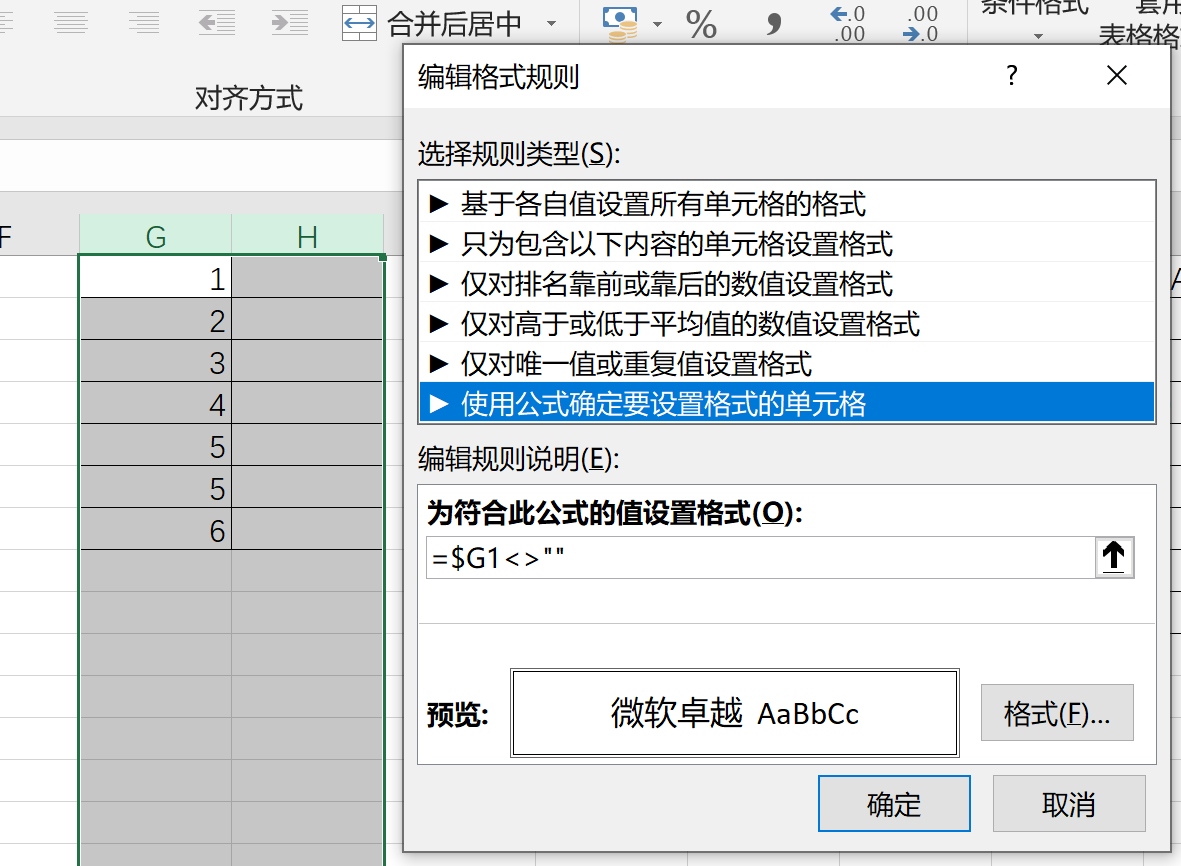 合并后居中
%
.0
.00
.00
.0
条件格式
套用
表格格
对齐方式
编辑格式规则
?
选择规则类型(S):
► 基于各自值设置所有单元格的格式
► 只为包含以下内容的单元格设置格式
► 仅对排名靠前或靠后的数值设置格式
► 仅对高于或低于平均值的数值设置格式
► 仅对唯一值或重复值设置格式
► 使用公式确定要设置格式的单元格
编辑规则说明(E):
为符合此公式的值设置格式(O):
=$G1<>""
预览:
微软卓越 AaBbCc
格式(F)...
确定
取消
F
G
H
1
2
3
4
5
5
6